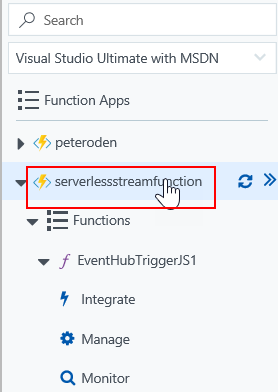 Search
Visual Studio Ultimate with MSDN
Function Apps
peteroden
serverlessstreamfunction
Functions
EventHubTriggerJS1
Integrate
Manage
Monitor